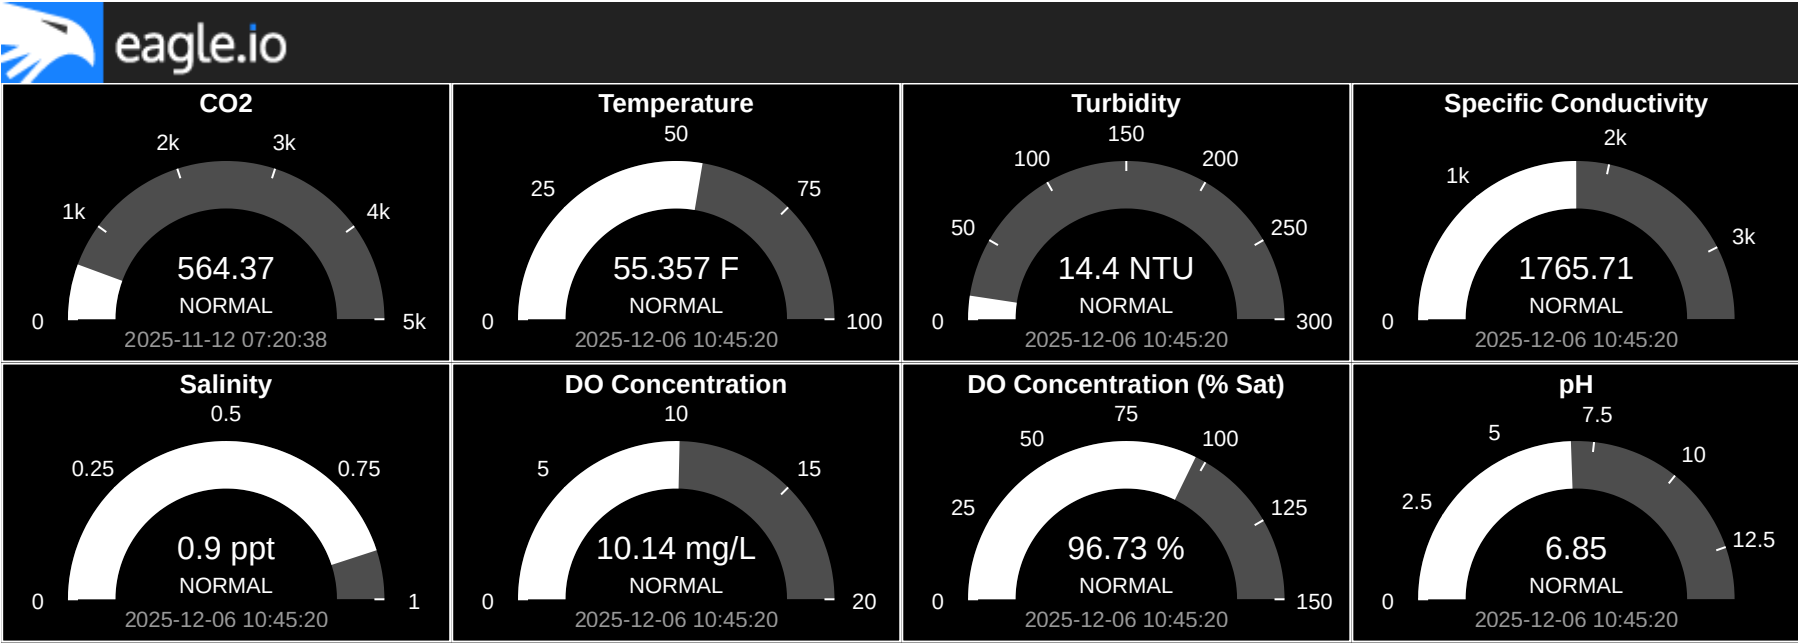 eagle.io
CO2
0
1k
2k
3k
4k
5k
564.37
NORMAL
2025-11-12 07:20:38
Temperature
0
25
50
75
100
55.357 F
NORMAL
2025-12-06 10:45:20
Turbidity
0
50
100
150
200
250
300
14.4 NTU
NORMAL
2025-12-06 10:45:20
Specific Conductivity
0
1k
2k
3k
1765.71
NORMAL
2025-12-06 10:45:20
Salinity
0
0.25
0.5
0.75
1
0.9 ppt
NORMAL
2025-12-06 10:45:20
DO Concentration
0
5
10
15
20
10.14 mg/L
NORMAL
2025-12-06 10:45:20
DO Concentration (% Sat)
0
25
50
75
100
125
150
96.73 %
NORMAL
2025-12-06 10:45:20
pH
0
2.5
5
7.5
10
12.5
6.85
NORMAL
2025-12-06 10:45:20